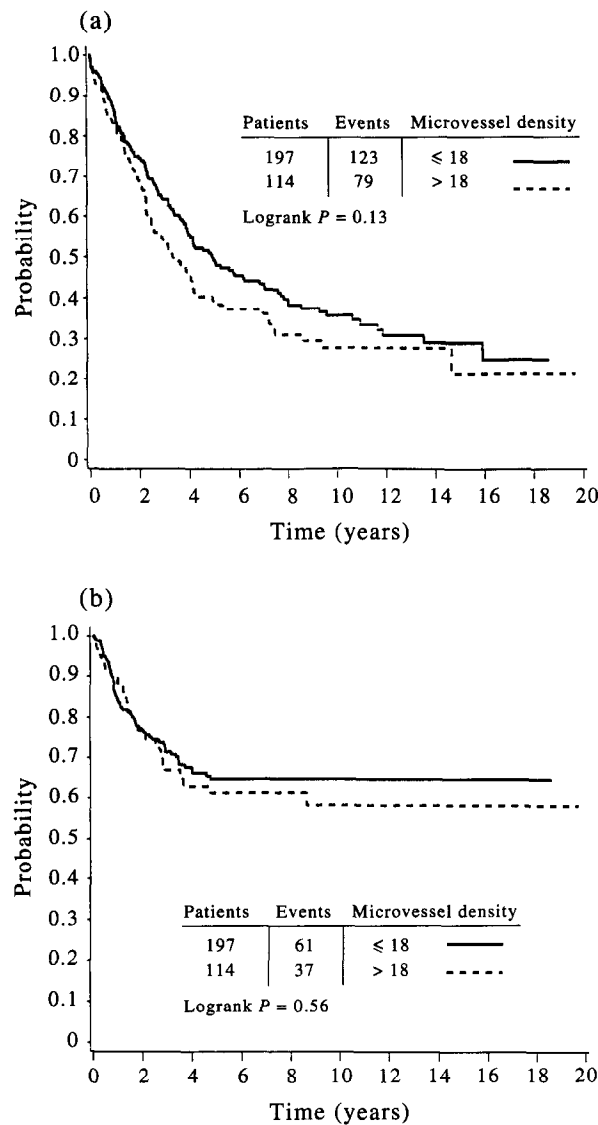 (a)
1.0
0.9
0.8
0.7
0.6
0.5
0.4
0.3
0.2
0.1
0
Probability
Patients Events Microvessel density
197 123 ⩽ 18
114 79 > 18
Logrank P = 0.13
0 2 4 6 8 10 12 14 16 18 20
Time (years)
(b)
1.0
0.9
0.8
0.7
0.6
0.5
0.4
0.3
0.2
0.1
0
Probability
Patients Events Microvessel density
197 61 ⩽ 18
114 37 > 18
Logrank P = 0.56
0 2 4 6 8 10 12 14 16 18 20
Time (years)